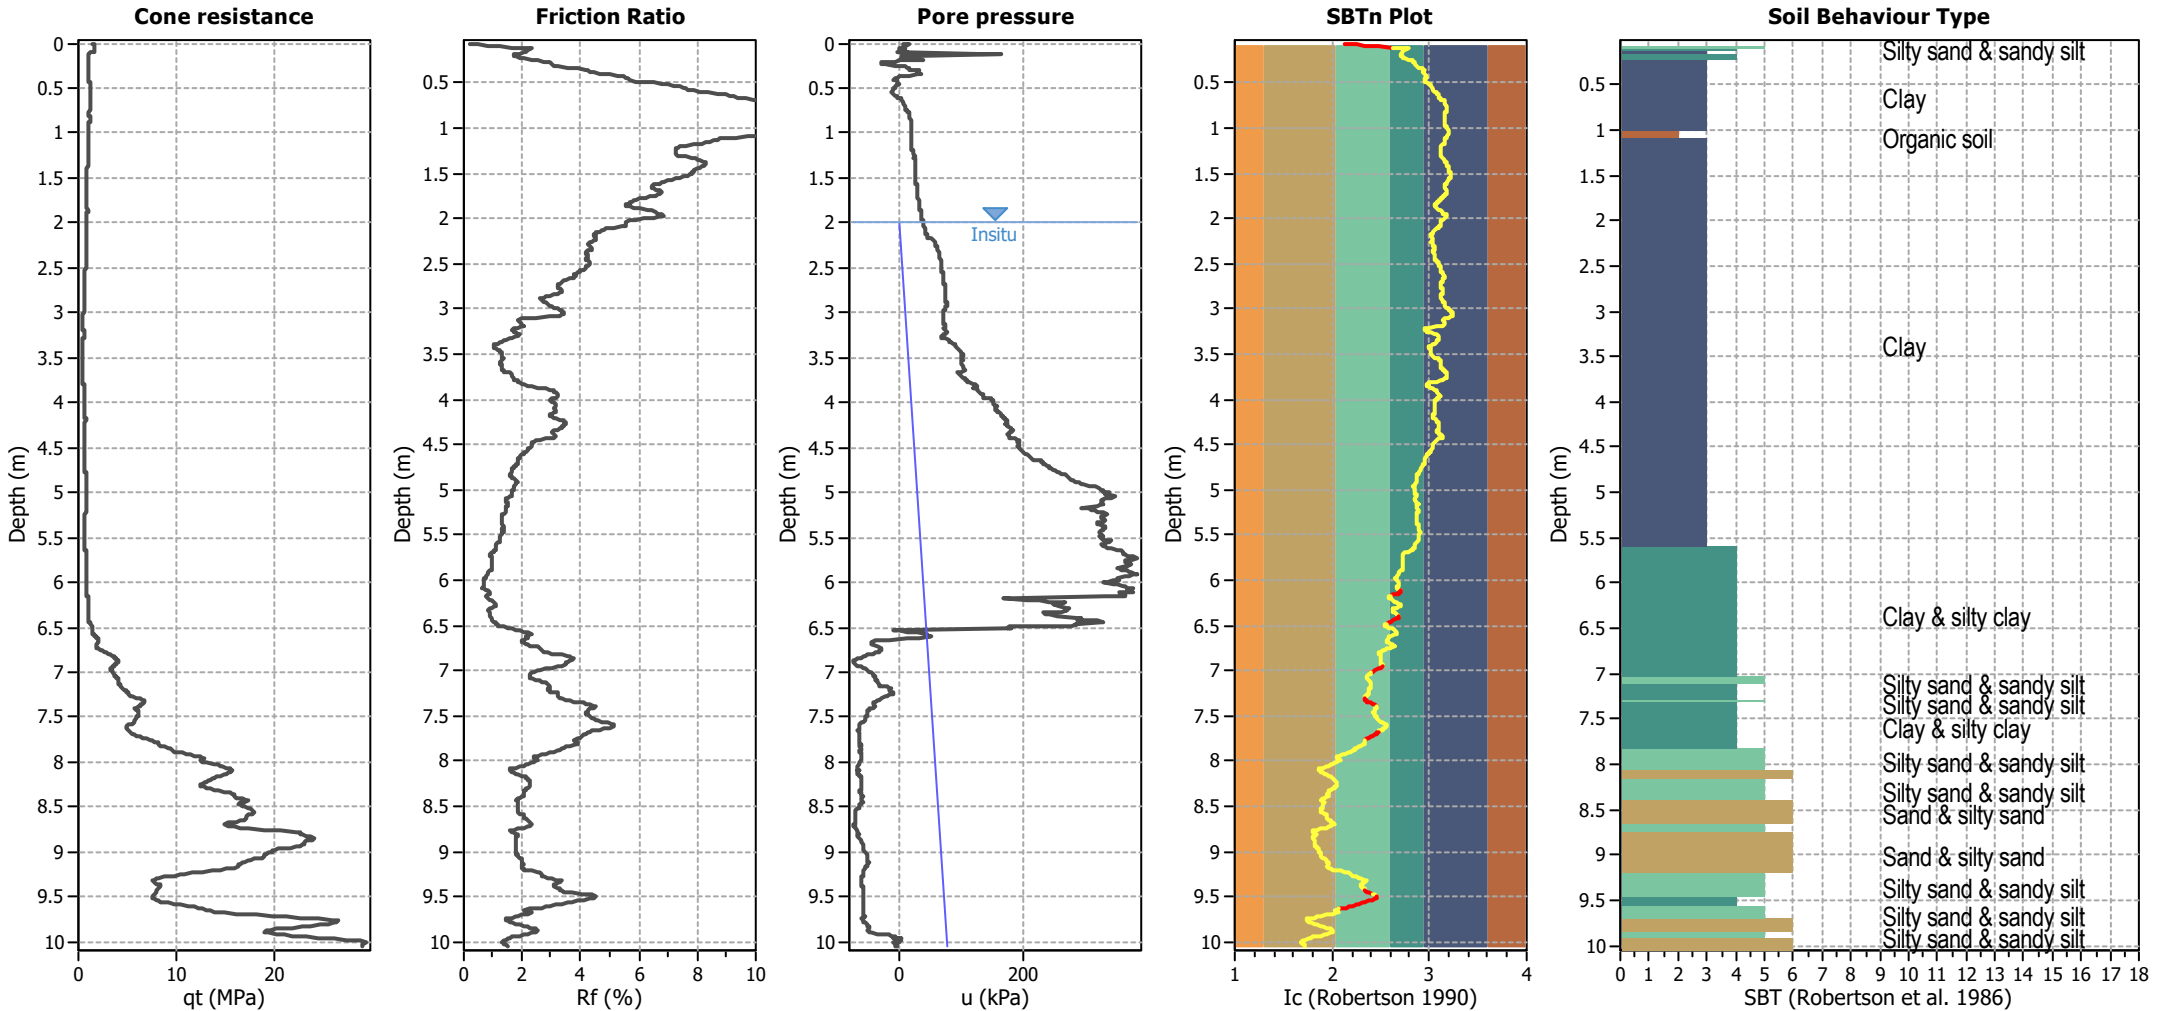 Cone resistance
Friction Ratio
Pore pressure
SBTn Plot
Soil Behaviour Type
0
0.5
1
1.5
2
2.5
3
3.5
4
4.5
5
5.5
6
6.5
7
7.5
8
8.5
9
9.5
10
Depth (m)
0 10 20
qt (MPa)
0.5
1
1.5
2
2.5
3
3.5
4
4.5
5
5.5
6
6.5
7
7.5
8
8.5
9
9.5
10
Depth (m)
0 2 4 6 8 10
Rf (%)
0
0.5
1
1.5
2
2.5
3
3.5
4
4.5
5
5.5
6
6.5
7
7.5
8
8.5
9
9.5
10
Depth (m)
Insitu
0 200
u (kPa)
0.5
1
1.5
2
2.5
3
3.5
4
4.5
5
5.5
6
6.5
7
7.5
8
8.5
9
9.5
10
Depth (m)
1 2 3 4
Ic (Robertson 1990)
0.5
1
1.5
2
2.5
3
3.5
4
4.5
5
5.5
6
6.5
7
7.5
8
8.5
9
9.5
10
Depth (m)
Silty sand & sandy silt
Clay
Organic soil
Clay
Clay & silty clay
Silty sand & sandy silt
Silty sand & sandy silt
Clay & silty clay
Silty sand & sandy silt
Silty sand & sandy silt
Sand & silty sand
Sand & silty sand
Silty sand & sandy silt
Silty sand & sandy silt
Silty sand & sandy silt
0 1 2 3 4 5 6 7 8 9 10 11 12 13 14 15 16 17 18
SBT (Robertson et al. 1986)